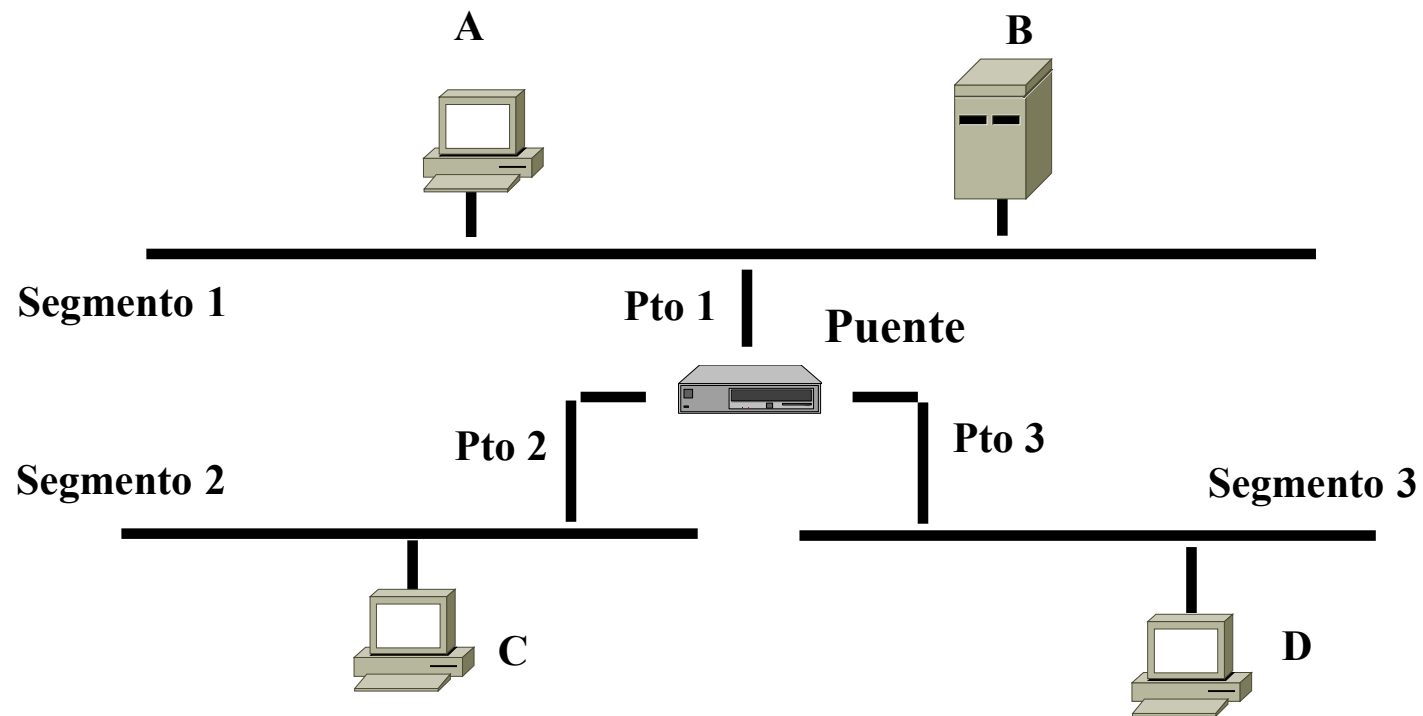 A
B
Segmento 1
Pto 1
Puente
Pto 2
Pto 3
Segmento 2
Segmento 3
C
D